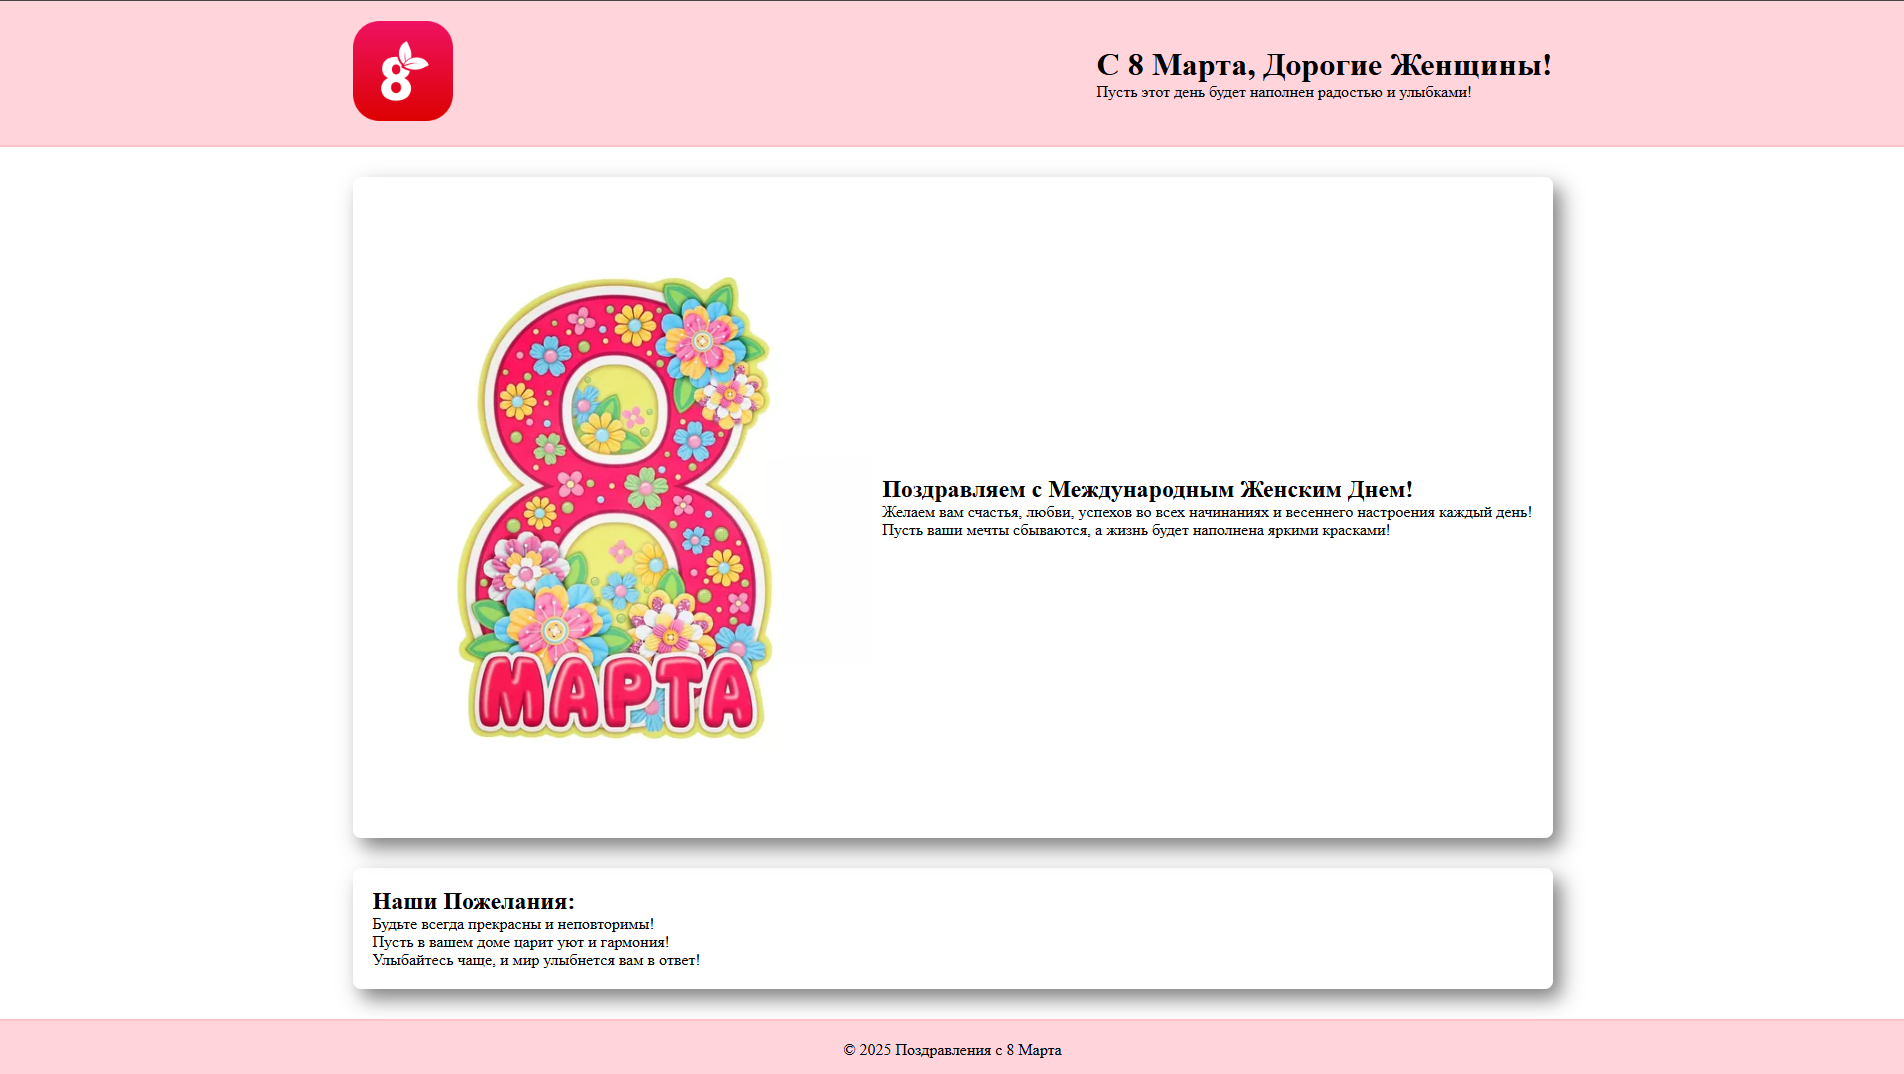 8
С 8 Марта, Дорогие Женщины!
Пусть этот день будет наполнен радостью и улыбками!
8
МАРТА
Поздравляем с Международным Женским Днем!
Желаем вам счастья, любви, успехов во всех начинаниях и весеннего настроения каждый день!
Пусть ваши мечты сбываются, а жизнь будет наполнена яркими красками!
Наши Пожелания:
Будьте всегда прекрасны и неповторимы!
Пусть в вашем доме царит уют и гармония!
Улыбайтесь чаще, и мир улыбнется вам в ответ!
© 2025 Поздравления с 8 Марта